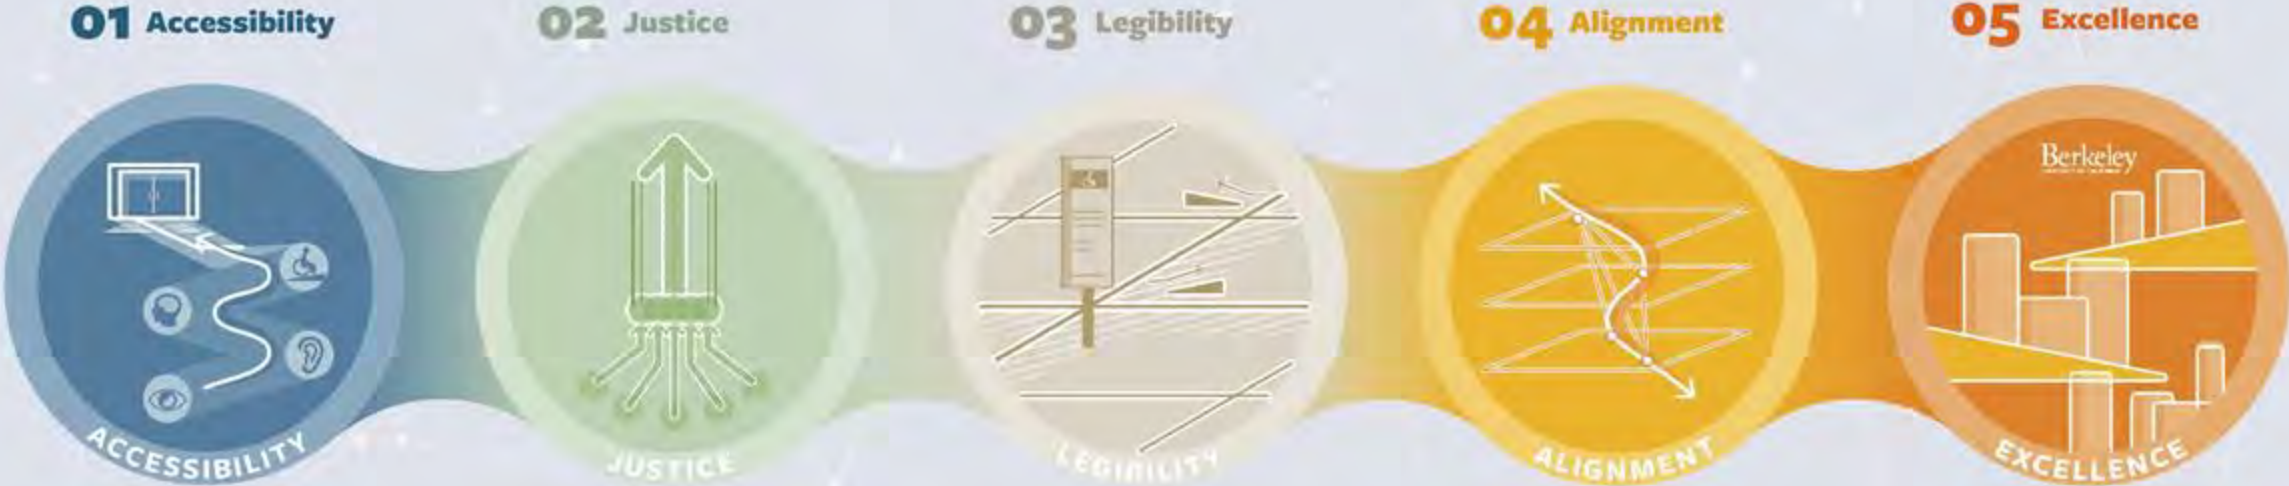 01 Accessibility
02 Justice
03 Legibility
04 Alignment
05 Excellence
Berkeley
ACCESSIBILITY
JUSTICE
LEGIBILITY
ALIGNMENT
EXCELLENCE